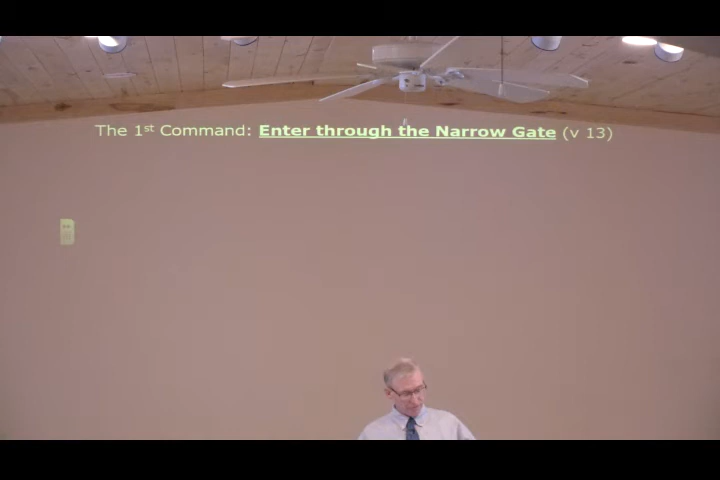 The 1st Command: Enter through the Narrow Gate (v 13)